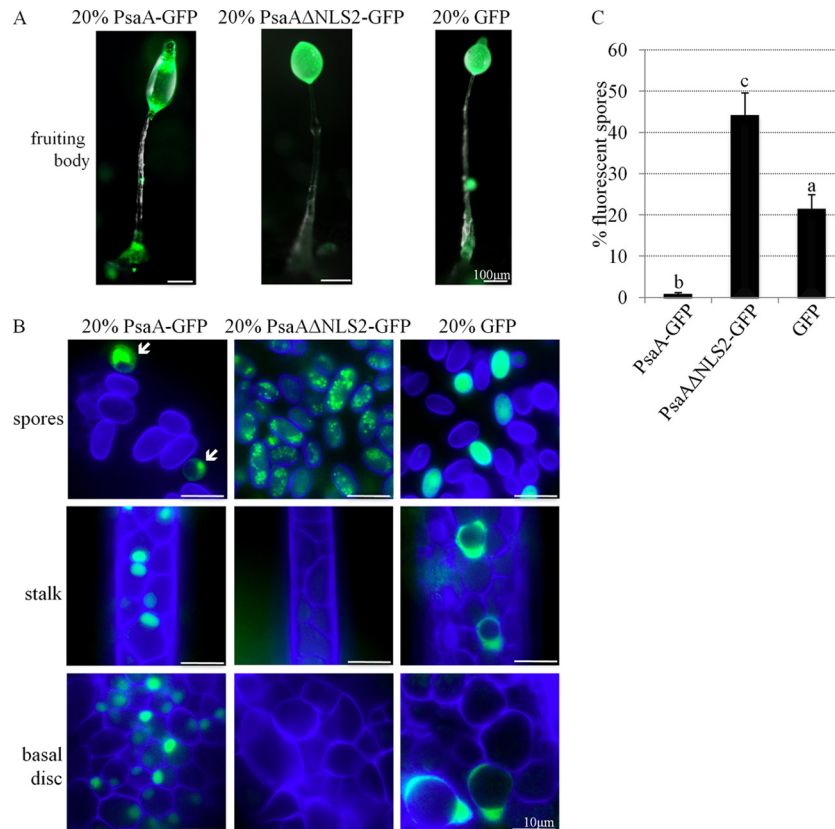 A
20% PsaA-GFP 20% PsaAΔNLS2-GFP 20% GFP
fruiting
body
100μm
B
20% PsaA-GFP 20% PsaAΔNLS2-GFP 20% GFP
spores
stalk
basal
disc
10μm
C
% fluorescent spores
60
50
40
30
20
10
0
b
c
a
PsaA-GFP
PsaAΔNLS2-GFP
GFP